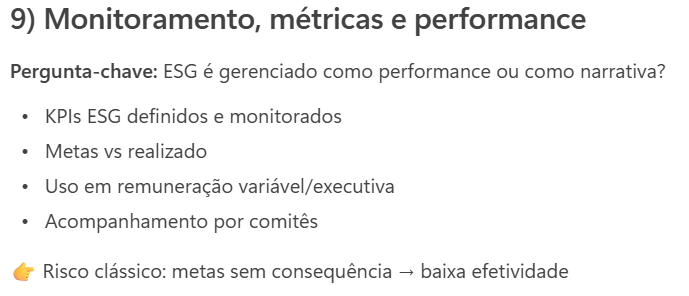 9) Monitoramento, métricas e performance
Pergunta-chave: ESG é gerenciado como performance ou como narrativa?
• KPIs ESG definidos e monitorados
• Metas vs realizado
• Uso em remuneração variável/executiva
• Acompanhamento por comitês
👉 Risco clássico: metas sem consequência → baixa efetividade